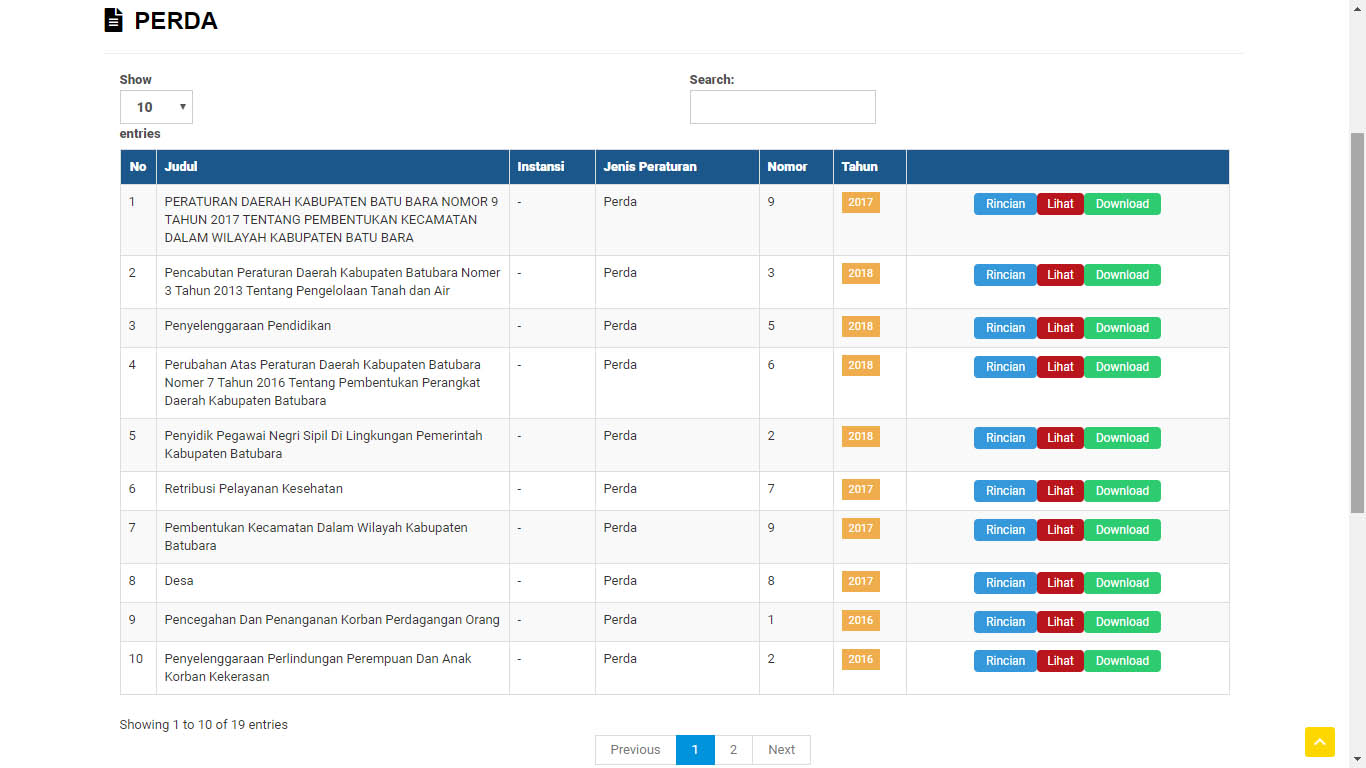 PERDA
Show
10
entries
Search:
No Judul Instansi Jenis Peraturan Nomor Tahun
1 PERATURAN DAERAH KABUPATEN BATU BARA NOMOR 9 - Perda 9 2017 Rincian Lihat Download
TAHUN 2017 TENTANG PEMBENTUKAN KECAMATAN
DALAM WILAYAH KABUPATEN BATU BARA
2 Pencabutan Peraturan Daerah Kabupaten Batubara Nomer - Perda 3 2018 Rincian Lihat Download
3 Tahun 2013 Tentang Pengelolaan Tanah dan Air
3 Penyelenggaraan Pendidikan - Perda 5 2018 Rincian Lihat Download
4 Perubahan Atas Peraturan Daerah Kabupaten Batubara - Perda 6 2018 Rincian Lihat Download
Nomer 7 Tahun 2016 Tentang Pembentukan Perangkat
Daerah Kabupaten Batubara
5 Penyidik Pegawai Negri Sipil Di Lingkungan Pemerintah - Perda 2 2018 Rincian Lihat Download
Kabupaten Batubara
6 Retribusi Pelayanan Kesehatan - Perda 7 2017 Rincian Lihat Download
7 Pembentukan Kecamatan Dalam Wilayah Kabupaten - Perda 9 2017 Rincian Lihat Download
Batubara
8 Desa - Perda 8 2017 Rincian Lihat Download
9 Pencegahan Dan Penanganan Korban Perdagangan Orang - Perda 1 2016 Rincian Lihat Download
10 Penyelenggaraan Perlindungan Perempuan Dan Anak - Perda 2 2016 Rincian Lihat Download
Korban Kekerasan
Showing 1 to 10 of 19 entries
Previous 1 2 Next